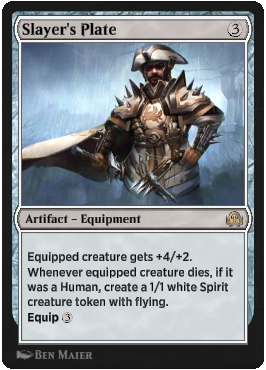 Slayer's Plate 3
Artifact – Equipment
Equipped creature gets +4/+2.
Whenever equipped creature dies, if it
was a Human, create a 1/1 white Spirit
creature token with flying.
Equip 3
Ben Maier